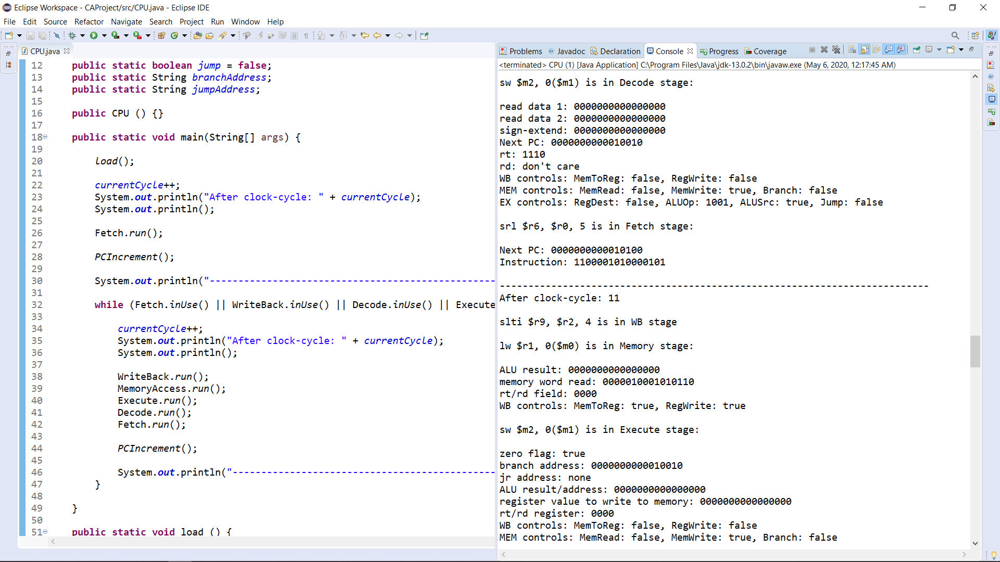 Eclipse Workspace - CAProject/src/CPU.java - Eclipse IDE
File Edit Source Refactor Navigate Search Project Run Window Help
CPU.java
12 public static boolean jump = false;
13 public static String branchAddress;
14 public static String jumpAddress;
15
16 public CPU () {}
17
18 public static void main(String[] args) {
19
20 load();
21
22 currentCycle++;
23 System.out.println("After clock-cycle: " + currentCycle);
24 System.out.println();
25
26 Fetch.run();
27
28 PCIncrement();
29
30 System.out.println("--------------------------------------------------
31
32 while (Fetch.inUse() || WriteBack.inUse() || Decode.inUse() || Execute
33
34 currentCycle++;
35 System.out.println("After clock-cycle: " + currentCycle);
36 System.out.println();
37
38 WriteBack.run();
39 MemoryAccess.run();
40 Execute.run();
41 Decode.run();
42 Fetch.run();
43
44 PCIncrement();
45
46 System.out.println("----------------------------------------------
47 }
48
49 }
50
51 public static void load () {
Problems Javadoc Declaration Console Progress Coverage
<terminated> CPU (1) [Java Application] C:\Program Files\Java\jdk-13.0.2\bin\javaw.exe (May 6, 2020, 12:17:45 AM)
sw $m2, 0($m1) is in Decode stage:
read data 1: 0000000000000000
read data 2: 0000000000000000
sign-extend: 0000000000000000
Next PC: 0000000000010010
rt: 1110
rd: don't care
WB controls: MemToReg: false, RegWrite: false
MEM controls: MemRead: false, MemWrite: true, Branch: false
EX controls: RegDest: false, ALUOp: 1001, ALUSrc: true, Jump: false
srl $r6, $r0, 5 is in Fetch stage:
Next PC: 0000000000010100
Instruction: 1100001010000101
---------------------------------------------------------------------------
After clock-cycle: 11
slti $r9, $r2, 4 is in WB stage
lw $r1, 0($m0) is in Memory stage:
ALU result: 0000000000000000
memory word read: 0000010001010110
rt/rd field: 0000
WB controls: MemToReg: true, RegWrite: true
sw $m2, 0($m1) is in Execute stage:
zero flag: true
branch address: 0000000000010010
jr address: none
ALU result/address: 0000000000000000
register value to write to memory: 0000000000000000
rt/rd register: 0000
WB controls: MemToReg: false, RegWrite: false
MEM controls: MemRead: false, MemWrite: true, Branch: false